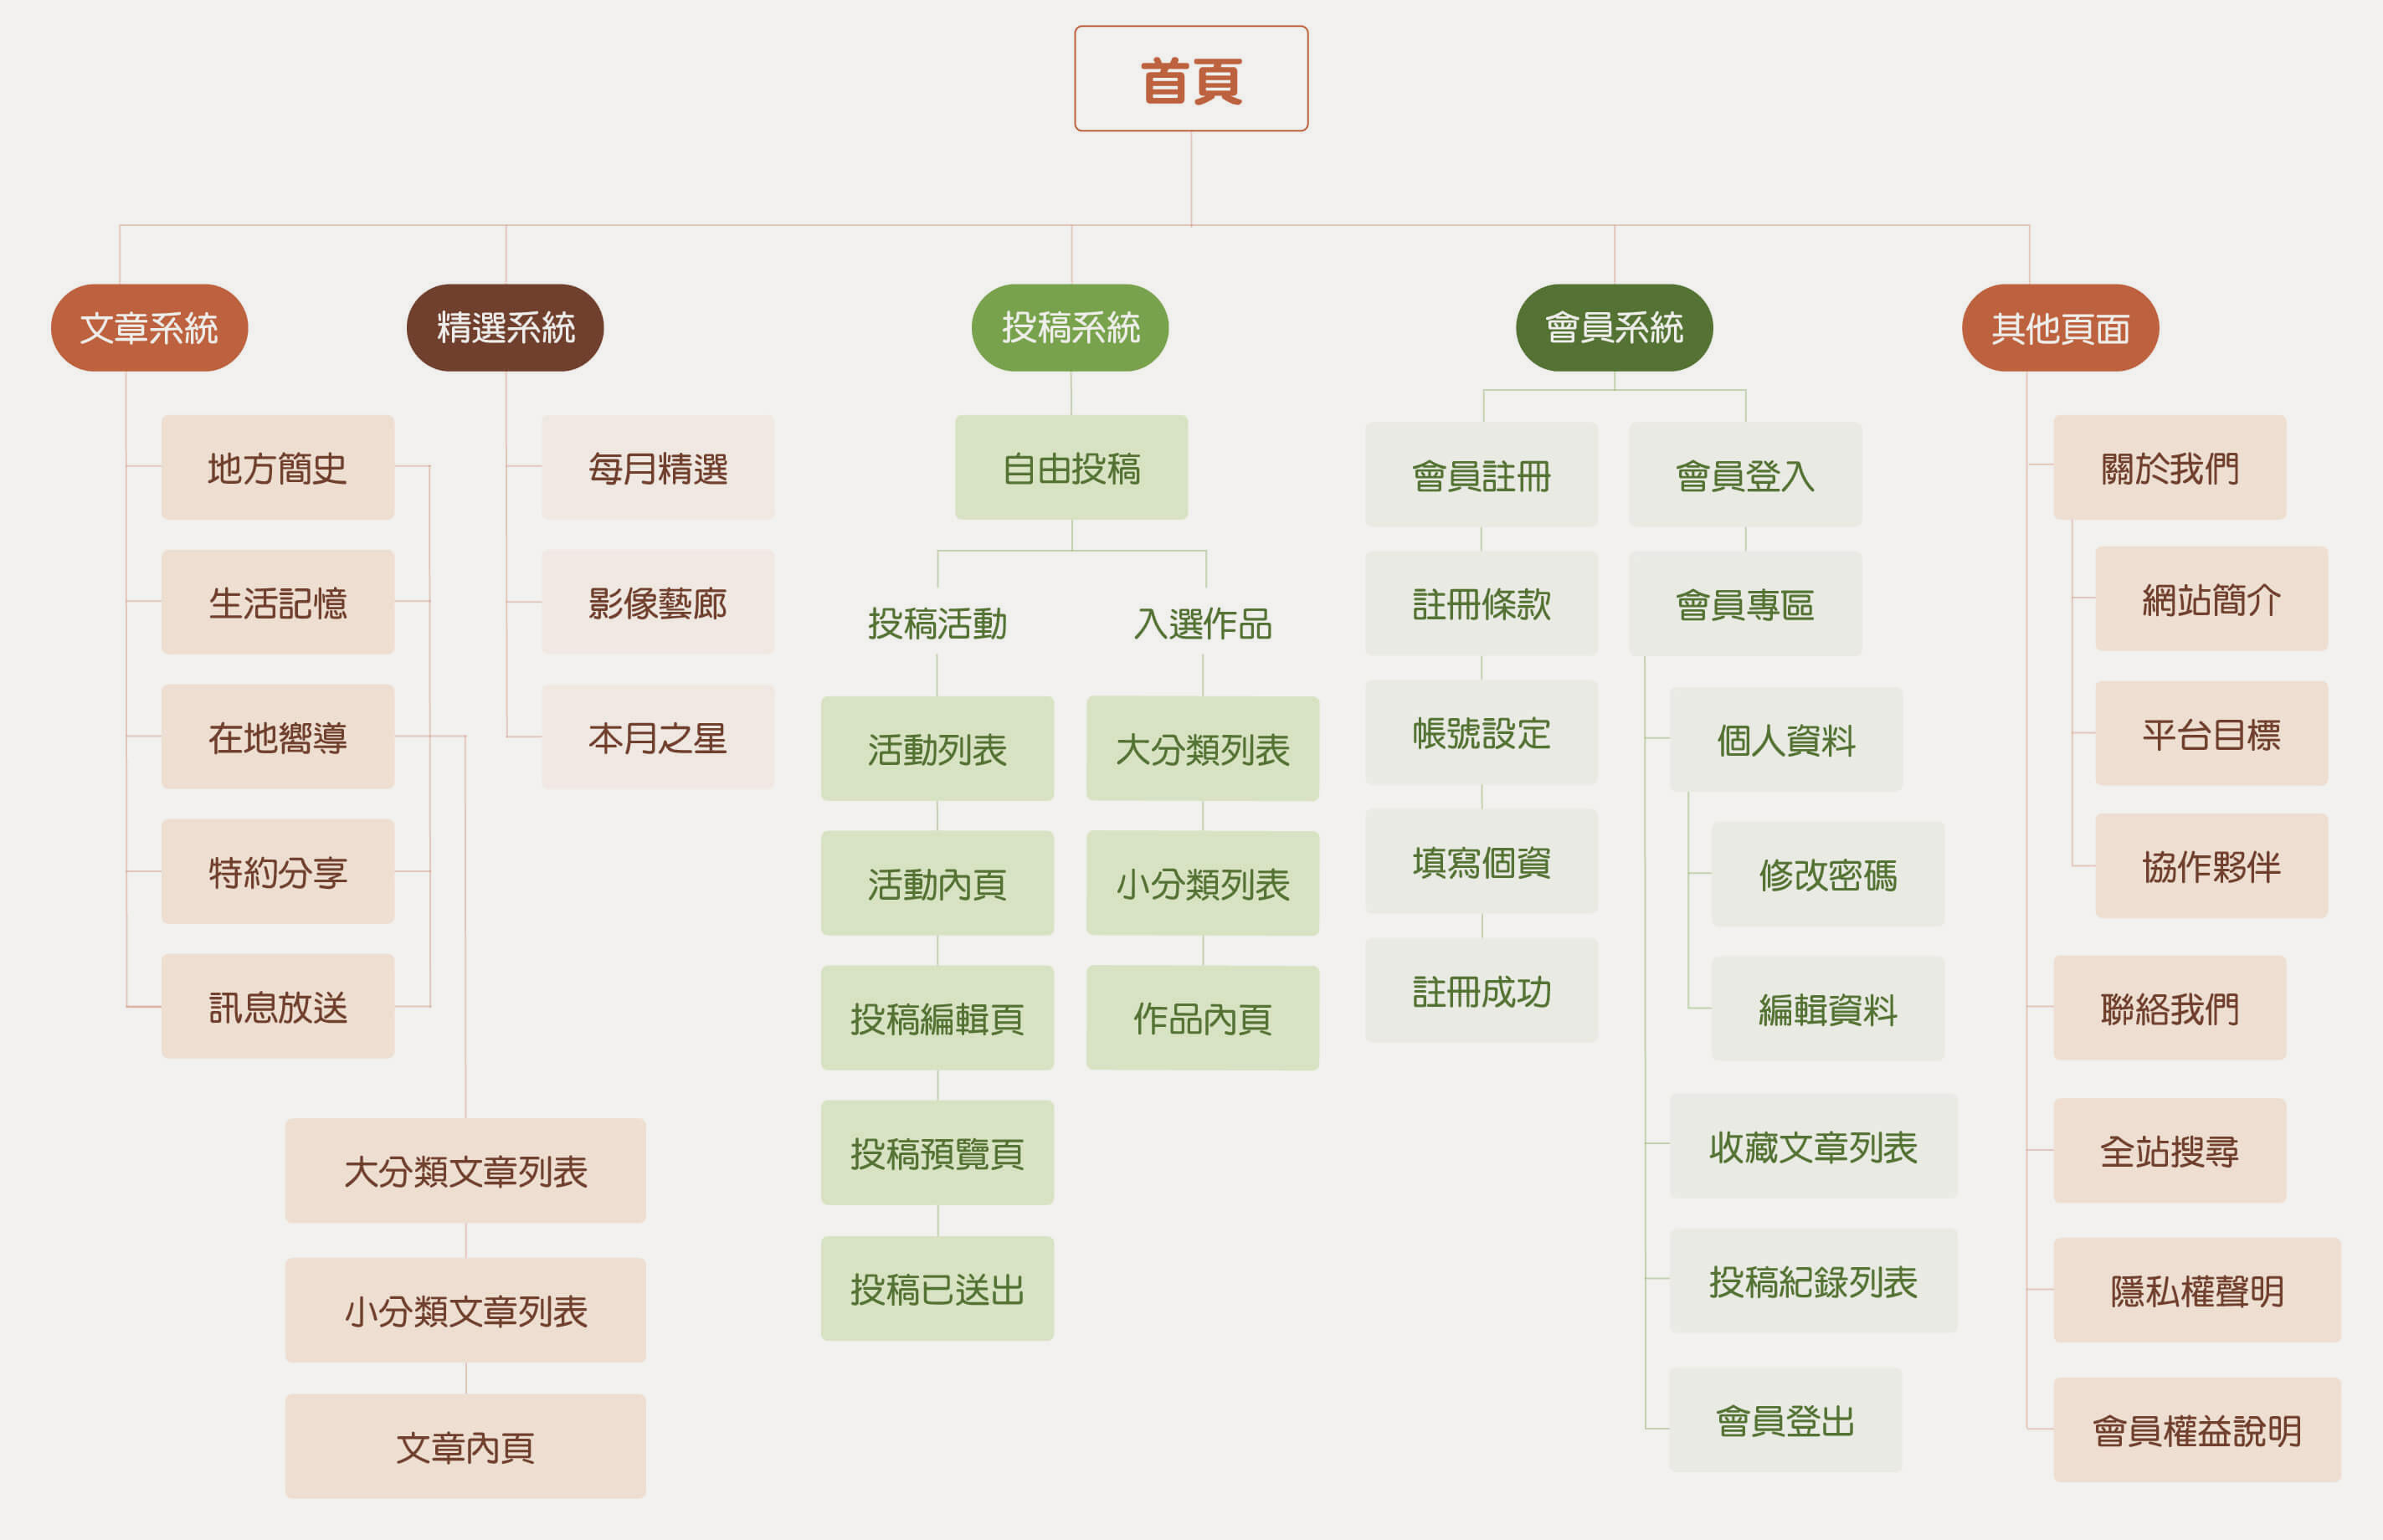 首頁
文章系統
地方簡史
生活記憶
在地嚮導
特約分享
訊息放送
大分類文章列表
小分類文章列表
文章內頁
精選系統
每月精選
影像藝廊
本月之星
投稿系統
自由投稿
投稿活動
活動列表
活動內頁
投稿編輯頁
投稿預覽頁
投稿已送出
入選作品
大分類列表
小分類列表
作品內頁
會員系統
會員註冊
註冊條款
帳號設定
填寫個資
註冊成功
會員登入
會員專區
個人資料
修改密碼
編輯資料
收藏文章列表
投稿紀錄列表
會員登出
其他頁面
關於我們
網站簡介
平台目標
協作夥伴
聯絡我們
全站搜尋
隱私權聲明
會員權益說明